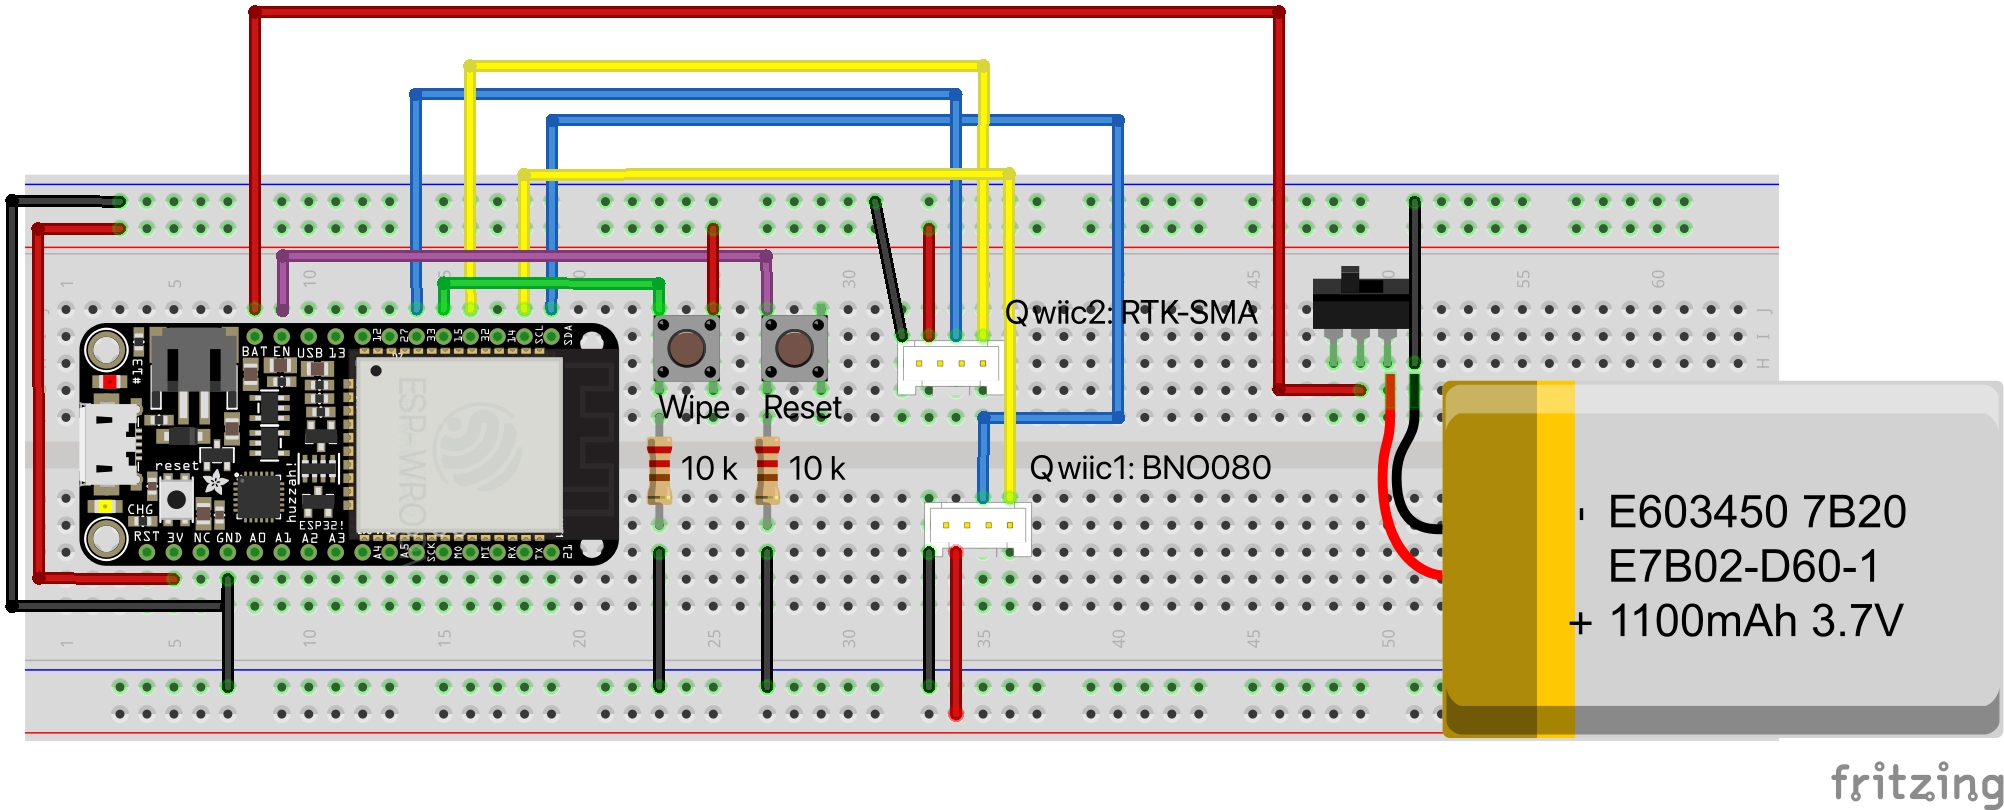 1 5 10 15 20 25 30 45 50 55 60
J
I
H
Qwiic2: RTK-SMA
BAT EN USB 13 12 27 33 15 32 14 SCL SDA
#13
ESP-WROO
Wipe Reset
10 k 10 k
Qwiic1: BNO080
reset
huzzah!
CHG
ESP32!
RST 3V NC GND A0 A1 A2 A3 A4 A5 SCK MO MI RX TX 21
- E603450 7B20
E7B02-D60-1
+ 1100mAh 3.7V
1 5 10 15 20 25 30 35 40 45 50
fritzing